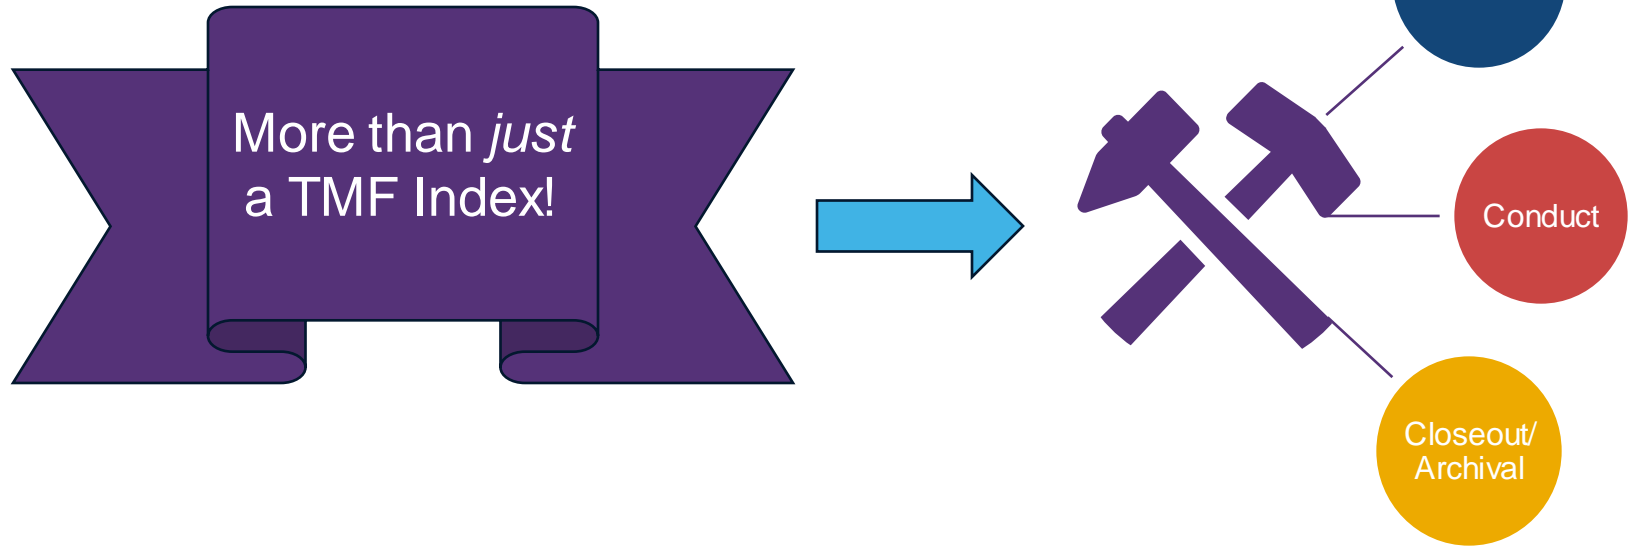 More than just
a TMF Index!
Conduct
Closeout/
Archival